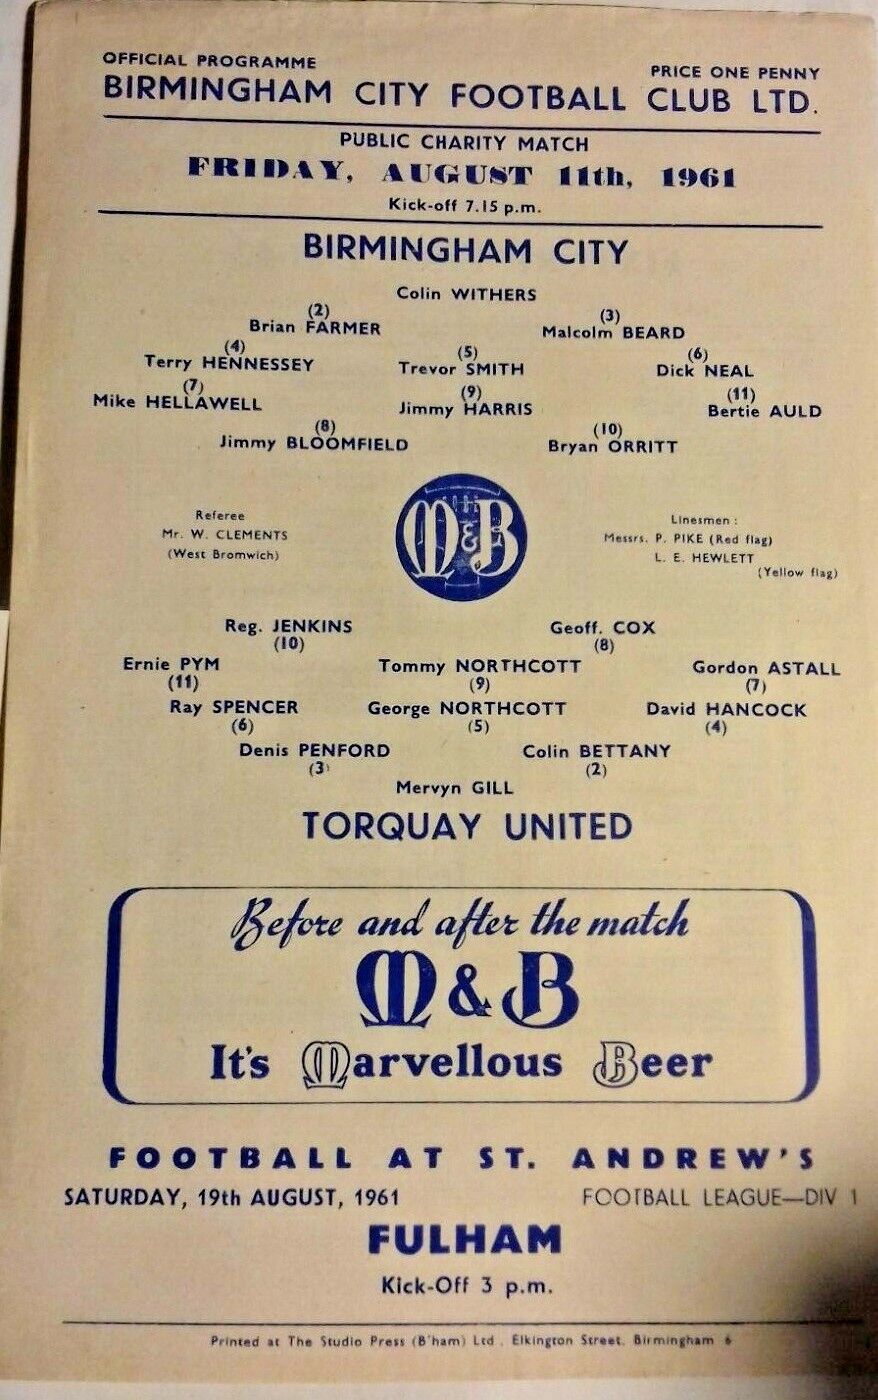 OFFICIAL PROGRAMME PRICE ONE PENNY
BIRMINGHAM CITY FOOTBALL CLUB LTD.
PUBLIC CHARITY MATCH
FRIDAY, AUGUST 11th, 1961
Kick-off 7.15 p.m.
BIRMINGHAM CITY
Colin WITHERS
(2) (3)
Brian FARMER Malcolm BEARD
(4) (5) (6)
Terry HENNESSEY Trevor SMITH Dick NEAL
(7) (9) (11)
Mike HELLAWELL Jimmy HARRIS Bertie AULD
(8) (10)
Jimmy BLOOMFIELD Bryan ORRITT
Referee
Mr. W. CLEMENTS
(West Bromwich)
M&B
Linesmen :
Messrs. P. PIKE (Red flag)
L. E. HEWLETT
(Yellow flag)
Reg. JENKINS Geoff. COX
(10) (8)
Ernie PYM Tommy NORTHCOTT Gordon ASTALL
(11) (9) (7)
Ray SPENCER George NORTHCOTT David HANCOCK
(6) (5) (4)
Denis PENFORD Colin BETTANY
(3) (2)
Mervyn GILL
TORQUAY UNITED
Before and after the match
M&B
It's Marvellous Beer
FOOTBALL AT ST. ANDREW'S
SATURDAY, 19th AUGUST, 1961 FOOTBALL LEAGUE—DIV 1
FULHAM
Kick-Off 3 p.m.
Printed at The Studio Press (B'ham) Ltd., Elkington Street, Birmingham 6